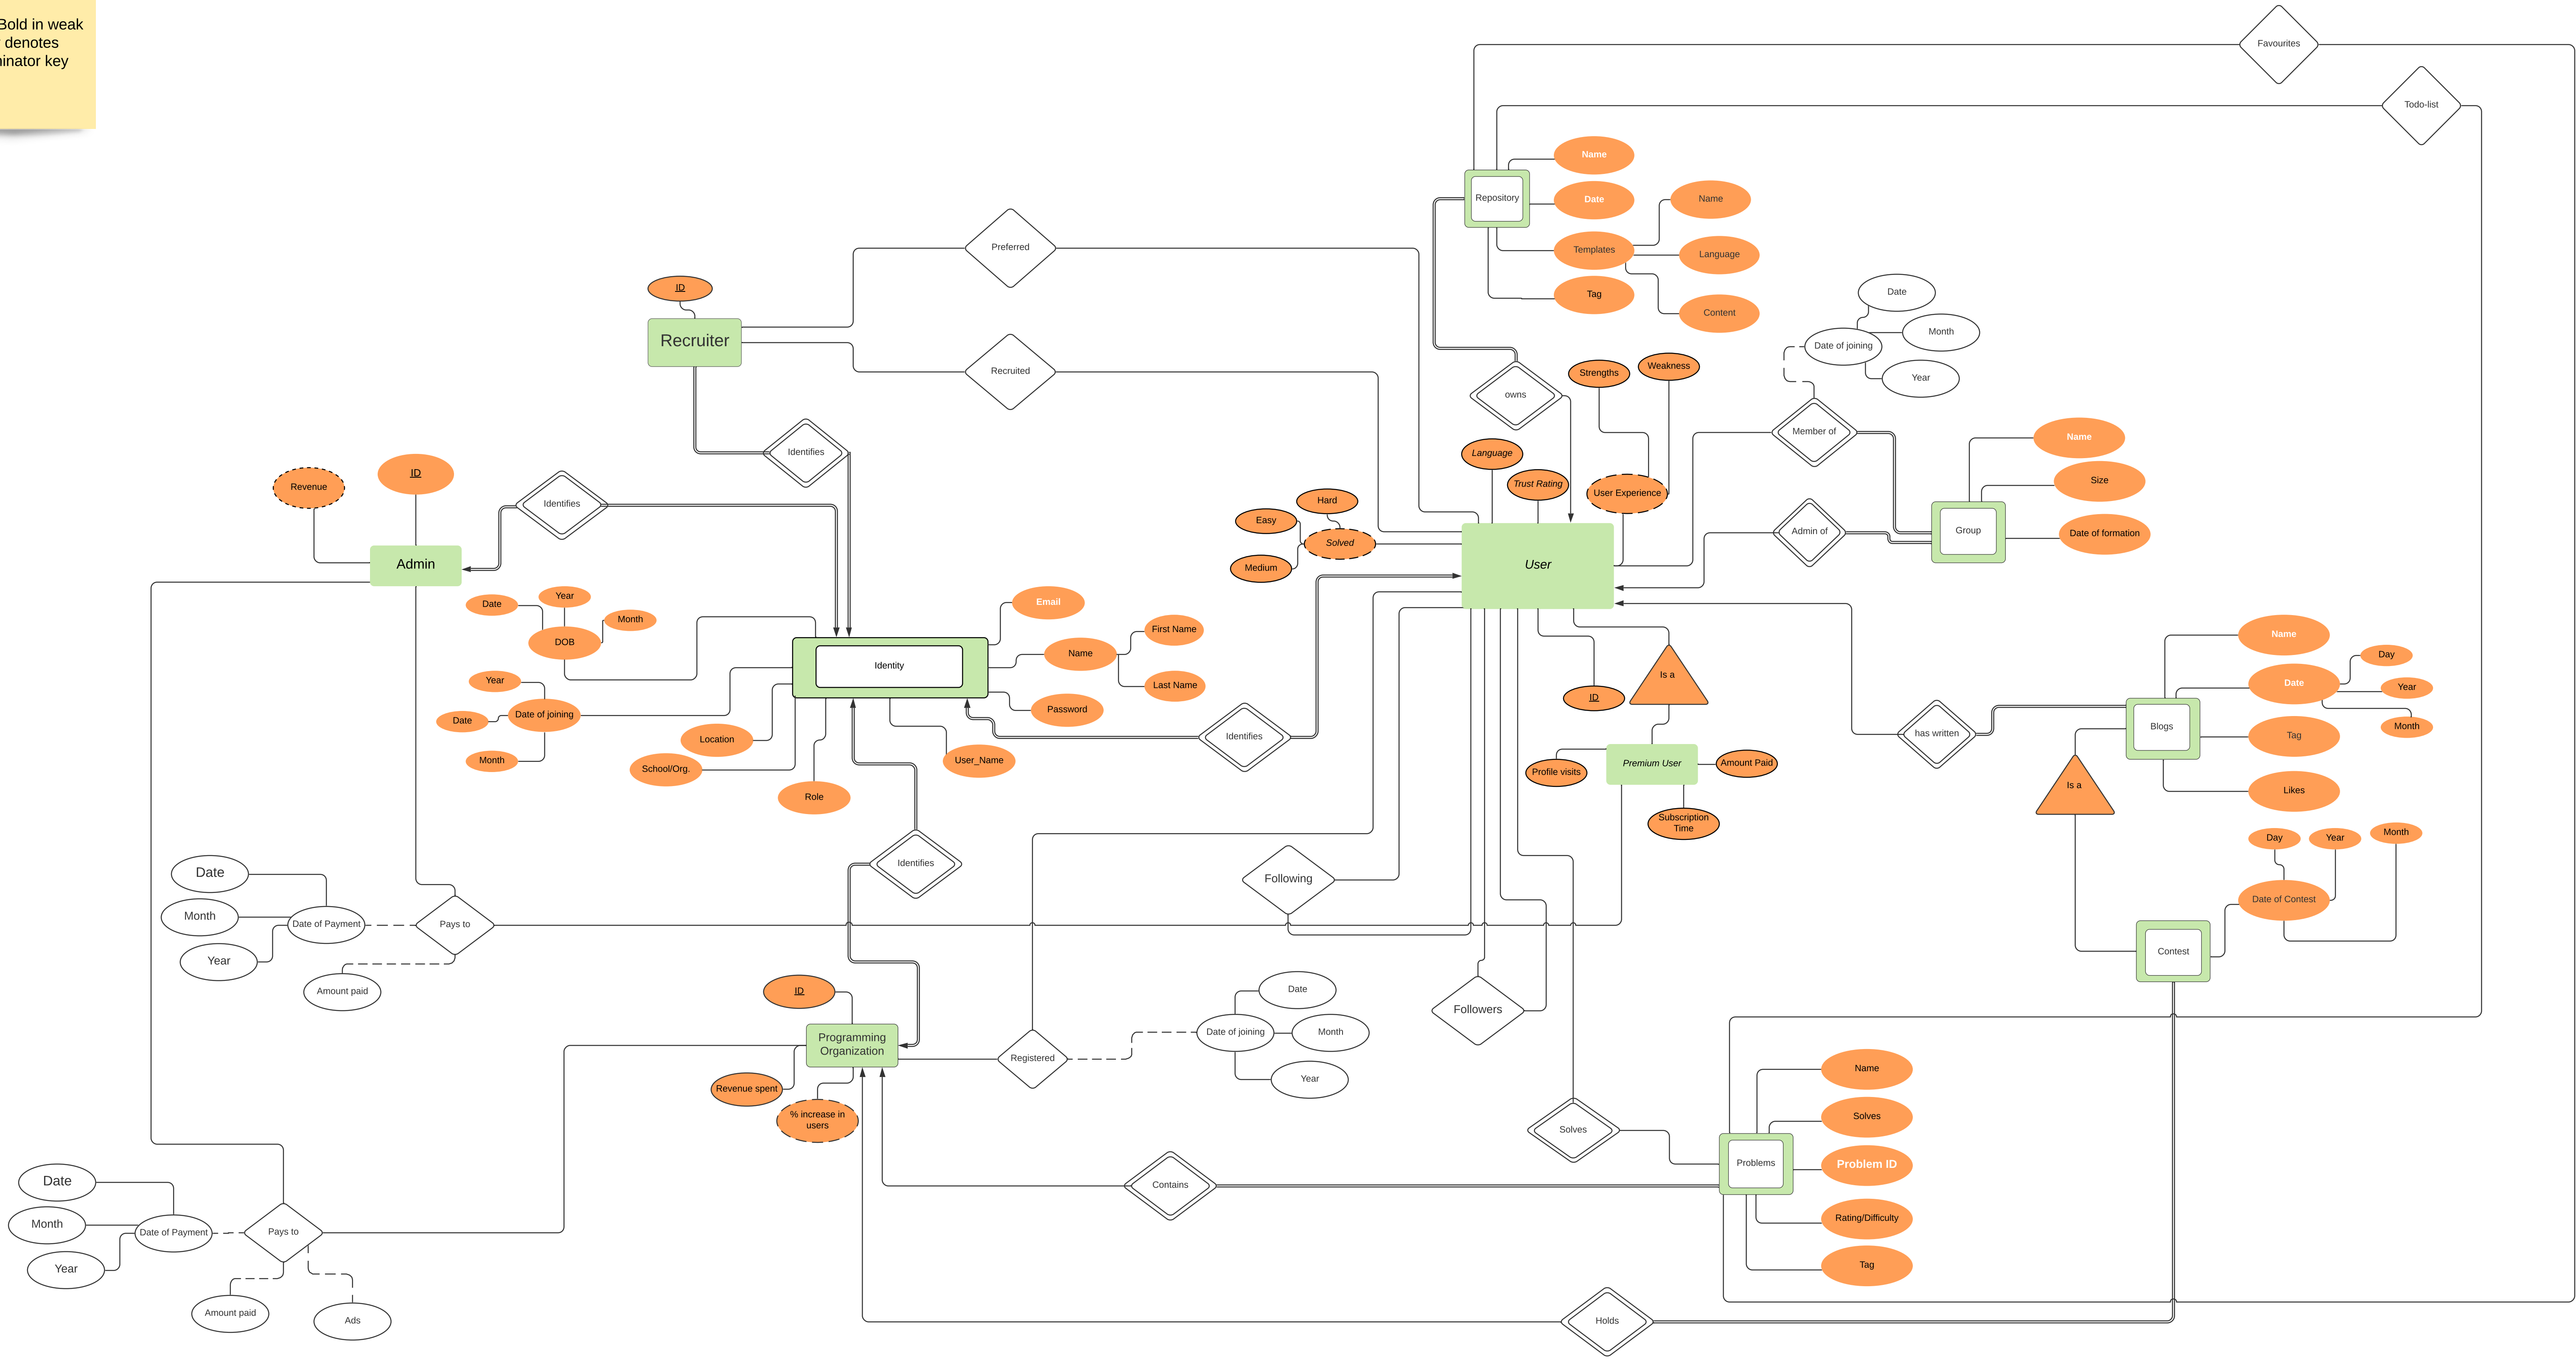 Bold in weak
denotes
inator key
Favourites
Todo-list
Name
Repository
Date
Name
Templates
Language
Tag
Content
Preferred
ID
Recruiter
Recruited
Date
Month
Date of joining
Year
owns
Strengths
Weakness
Member of
Name
Size
Group
Date of formation
Admin of
Identifies
Language
Trust Rating
User Experience
Hard
Easy
Solved
Medium
User
Revenue
ID
Identifies
Admin
Date
Year
Month
DOB
Year
Date of joining
Date
Month
Identity
Email
Name
First Name
Last Name
Password
Location
School/Org.
Role
User_Name
Identifies
ID
Is a
Premium User
Profile visits
Amount Paid
Subscription
Time
has written
Name
Day
Date
Year
Month
Blogs
Tag
Likes
Is a
Day
Year
Month
Date of Contest
Contest
Identifies
Following
Followers
Date
Month
Date of Payment
Year
Pays to
Amount paid
ID
Programming
Organization
Revenue spent
% increase in
users
Registered
Date
Date of joining
Month
Year
Solves
Contains
Name
Solves
Problems
Problem ID
Rating/Difficulty
Tag
Date
Month
Date of Payment
Year
Pays to
Amount paid
Ads
Holds